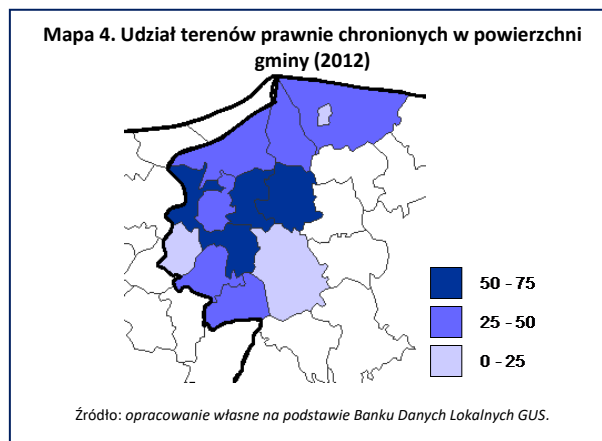 Mapa 4. Udział terenów prawnie chronionych w powierzchni
gminy (2012)
50 - 75
25 - 50
0 - 25
Źródło: opracowanie własne na podstawie Banku Danych Lokalnych GUS.